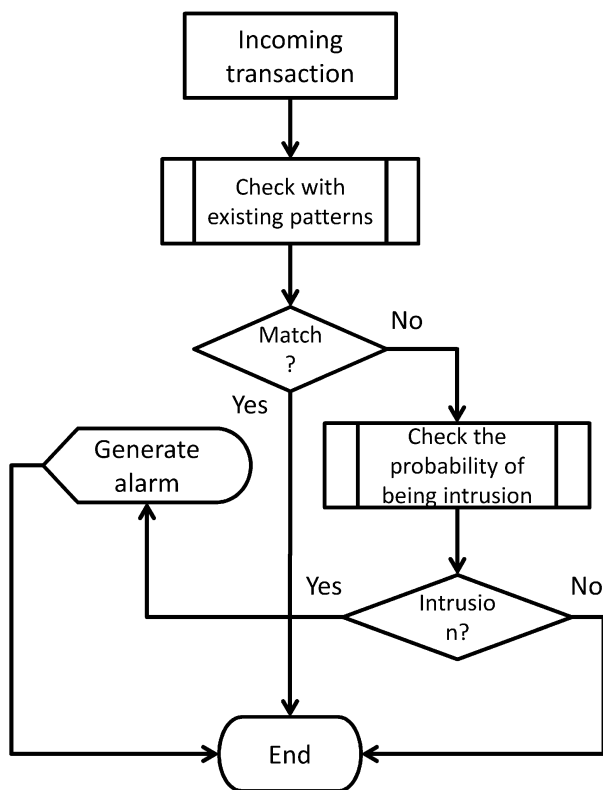 Incoming
transaction
Check with
existing patterns
Match
?
No
Yes
Generate
alarm
Check the
probability of
being intrusion
Yes
Intrusio
n?
No
End